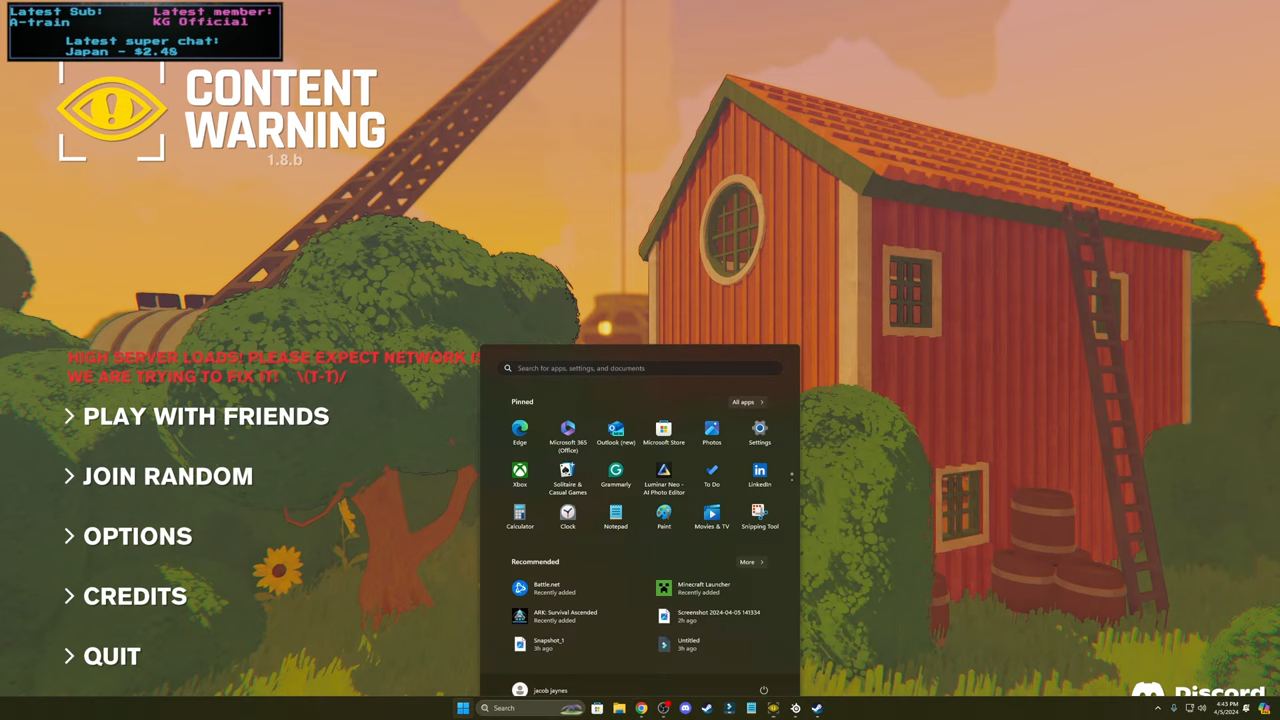 Latest Sub:
A-train
Latest member:
KG Official
Latest super chat:
Japan - $2.48
CONTENT
WARNING
1.8.b
HIGH SERVER LOADS! PLEASE EXPECT NETWORK
WE ARE TRYING TO FIX IT! \(T-T)/
PLAY WITH FRIENDS
JOIN RANDOM
OPTIONS
CREDITS
QUIT
Search for apps, settings, and documents
Pinned
All apps
Edge
Microsoft 365
(Office)
Outlook (new)
Microsoft Store
Photos
Settings
Xbox
Solitaire &
Casual Games
Grammarly
Luminar Neo -
AI Photo Editor
To Do
LinkedIn
Calculator
Clock
Notepad
Paint
Movies & TV
Snipping Tool
Recommended
More
Battle.net
Recently added
Minecraft Launcher
Recently added
ARK: Survival Ascended
Recently added
Screenshot 2024-04-05 141334
2h ago
Snapshot_1
3h ago
Untitled
3h ago
jacob jaynes
Discord
Search
4:43 PM
4/5/2024